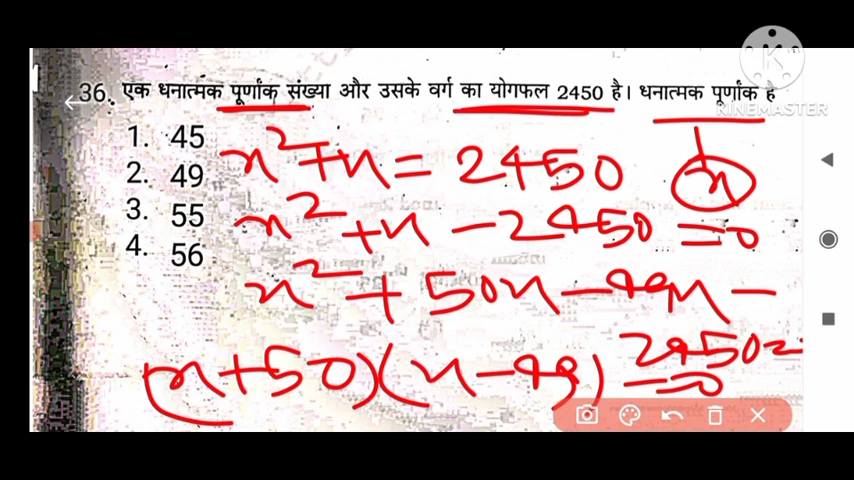 36. एक धनात्मक पूर्णांक संख्या और उसके वर्ग का योगफल 2450 है। धनात्मक पूर्णांक है
KINEMASTER
1. 45
2. 49
3. 55
4. 56
x² + x = 2450
x
x² + x - 2450 = 0
x² + 50x - 49x -
2450 =
(x + 50)(x - 49) = 0